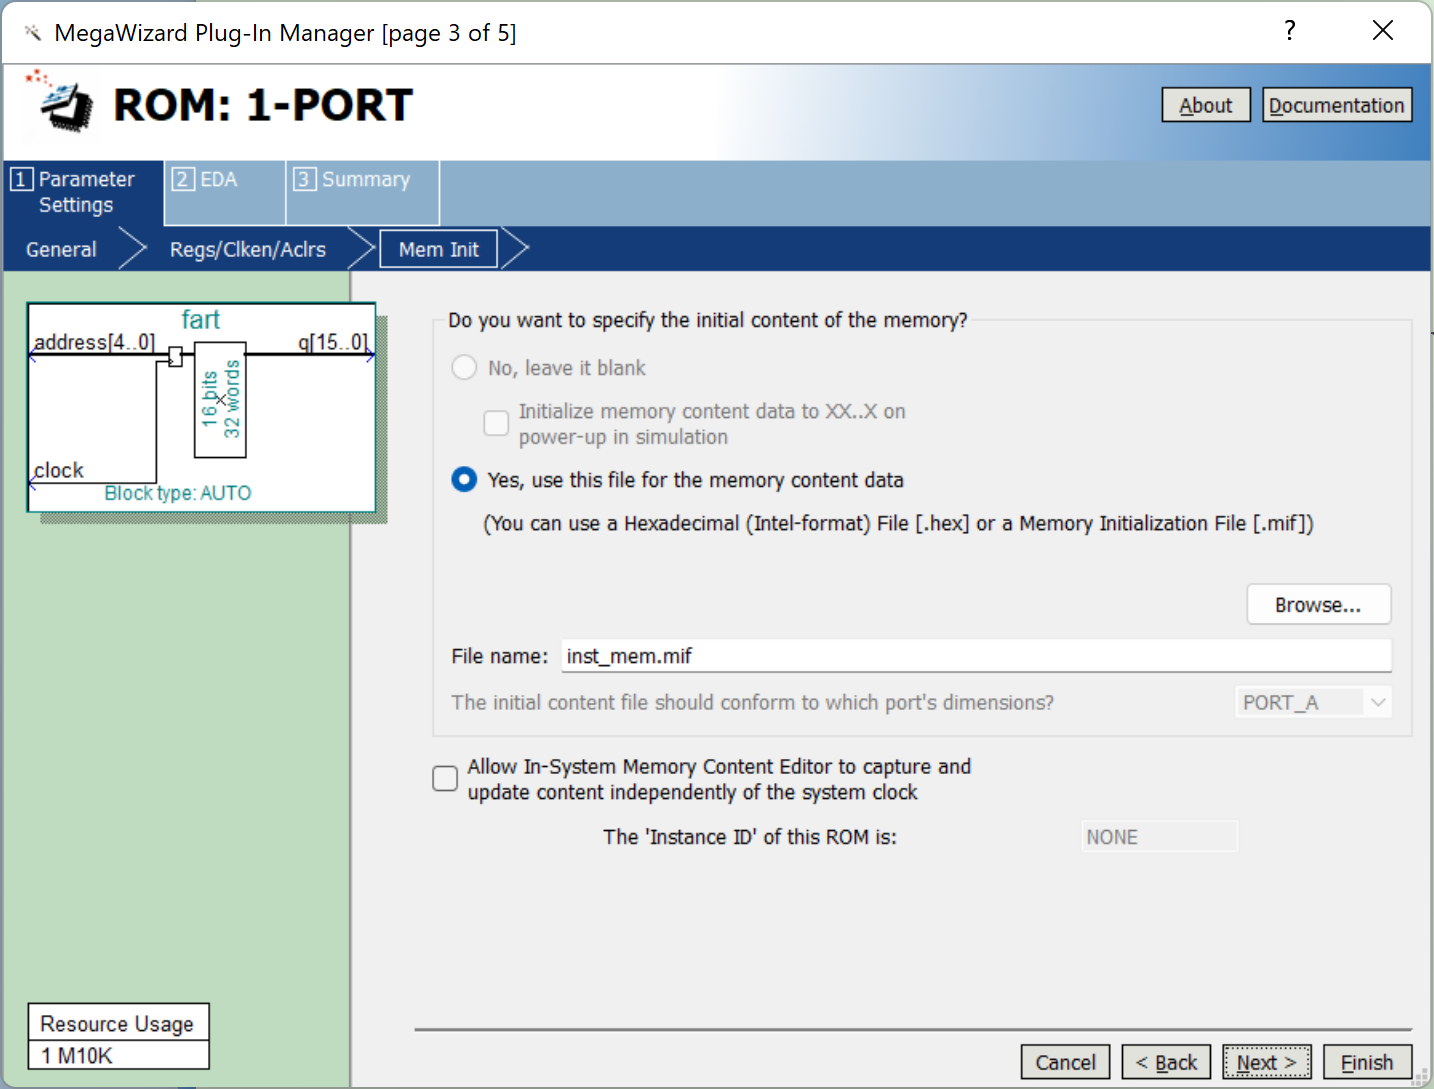 MegaWizard Plug-In Manager [page 3 of 5]
?
ROM: 1-PORT
About
Documentation
1 Parameter
Settings
2 EDA
3 Summary
General
Regs/Clken/Aclrs
Mem Init
fart
address[4..0]
q[15..0]
16 bits
32 words
clock
Block type: AUTO
Do you want to specify the initial content of the memory?
No, leave it blank
Initialize memory content data to XX..X on
power-up in simulation
Yes, use this file for the memory content data
(You can use a Hexadecimal (Intel-format) File [.hex] or a Memory Initialization File [.mif])
Browse...
File name: inst_mem.mif
The initial content file should conform to which port's dimensions? PORT_A
Allow In-System Memory Content Editor to capture and
update content independently of the system clock
The 'Instance ID' of this ROM is: NONE
Resource Usage
1 M10K
Cancel
< Back
Next >
Finish